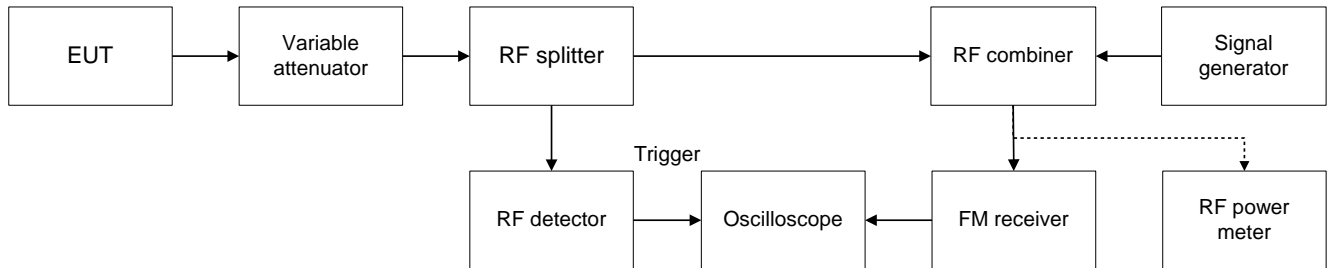 EUT
Variable
attenuator
RF splitter
RF combiner
Signal
generator
Trigger
RF detector
Oscilloscope
FM receiver
RF power
meter